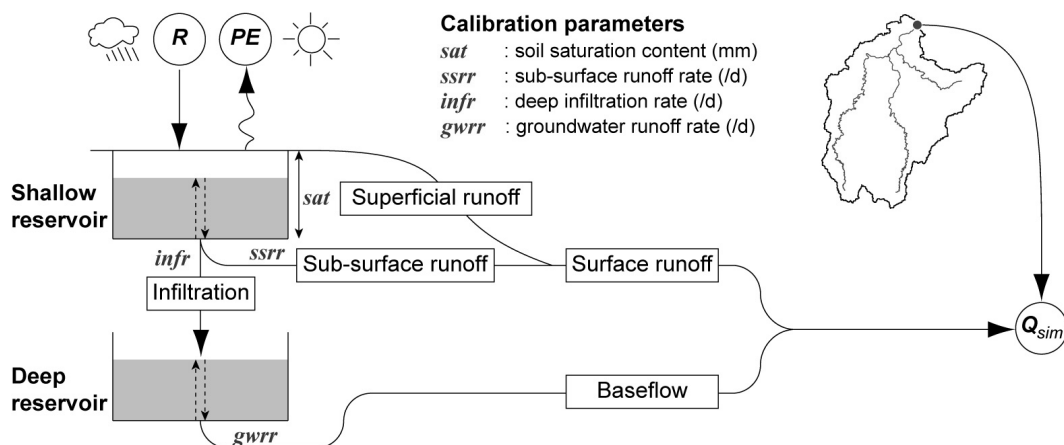 R
PE
Calibration parameters
sat : soil saturation content (mm)
ssrr : sub-surface runoff rate (/d)
infr : deep infiltration rate (/d)
gwrr : groundwater runoff rate (/d)
Shallow
reservoir
sat
Superficial runoff
infr
ssrr
Sub-surface runoff
Surface runoff
Infiltration
Qsim
Deep
reservoir
Baseflow
gwrr